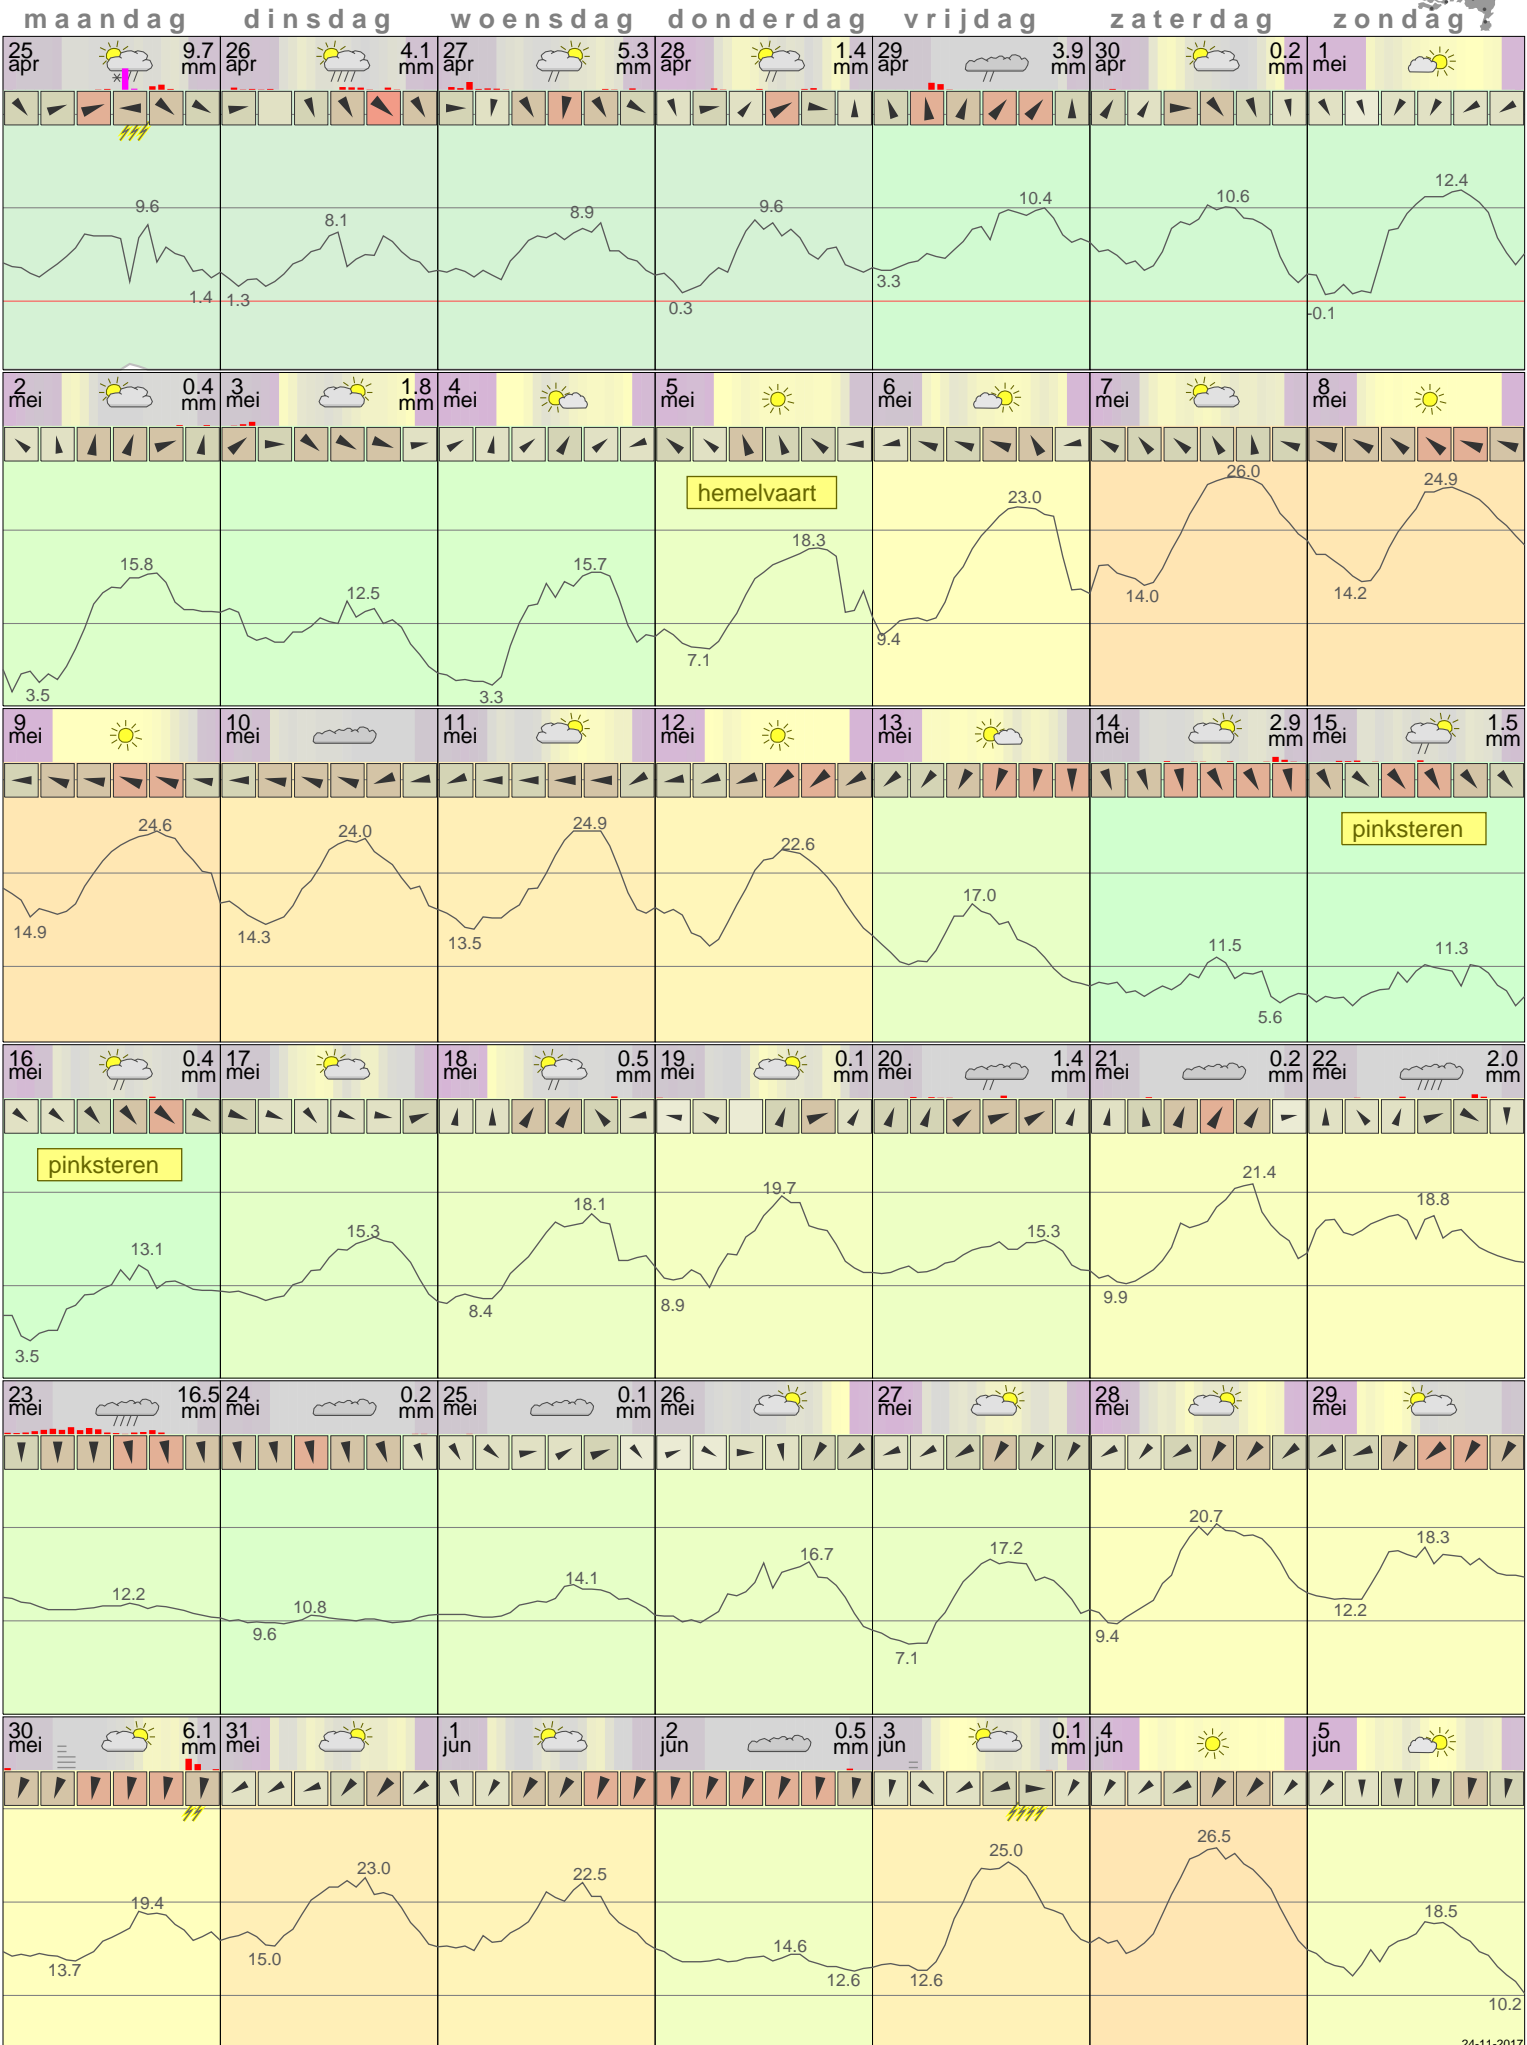 maandag dinsdag woensdag donderdag vrijdag zaterdag zondag
25 apr 9.7 mm 26 apr 4.1 mm 27 apr 5.3 mm 28 apr 1.4 mm 29 apr 3.9 mm 30 apr 0.2 mm 1 mei
9.6 1.4 1.3 8.1 8.9 9.6 0.3 3.3 10.4 10.6 12.4 -0.1
2 mei 0.4 mm 3 mei 1.8 mm 4 mei 5 mei 6 mei 7 mei 8 mei
hemelvaart
15.8 3.5 12.5 15.7 3.3 18.3 7.1 23.0 9.4 26.0 14.0 24.9 14.2
9 mei 10 mei 11 mei 12 mei 13 mei 14 mei 2.9 mm 15 mei 1.5 mm
pinksteren
24.6 14.9 24.0 14.3 24.9 13.5 22.6 17.0 11.5 5.6 11.3
16 mei 0.4 mm 17 mei 18 mei 0.5 mm 19 mei 0.1 mm 20 mei 1.4 mm 21 mei 0.2 mm 22 mei 2.0 mm
pinksteren
13.1 3.5 15.3 18.1 8.4 19.7 8.9 15.3 21.4 9.9 18.8
23 mei 16.5 mm 24 mei 0.2 mm 25 mei 0.1 mm 26 mei 27 mei 28 mei 29 mei
12.2 10.8 9.6 14.1 16.7 17.2 7.1 20.7 9.4 18.3 12.2
30 mei 6.1 mm 31 mei 1 jun 2 jun 0.5 mm 3 jun 0.1 mm 4 jun 5 jun
19.4 13.7 23.0 15.0 22.5 14.6 12.6 25.0 12.6 26.5 18.5 10.2
24-11-2017